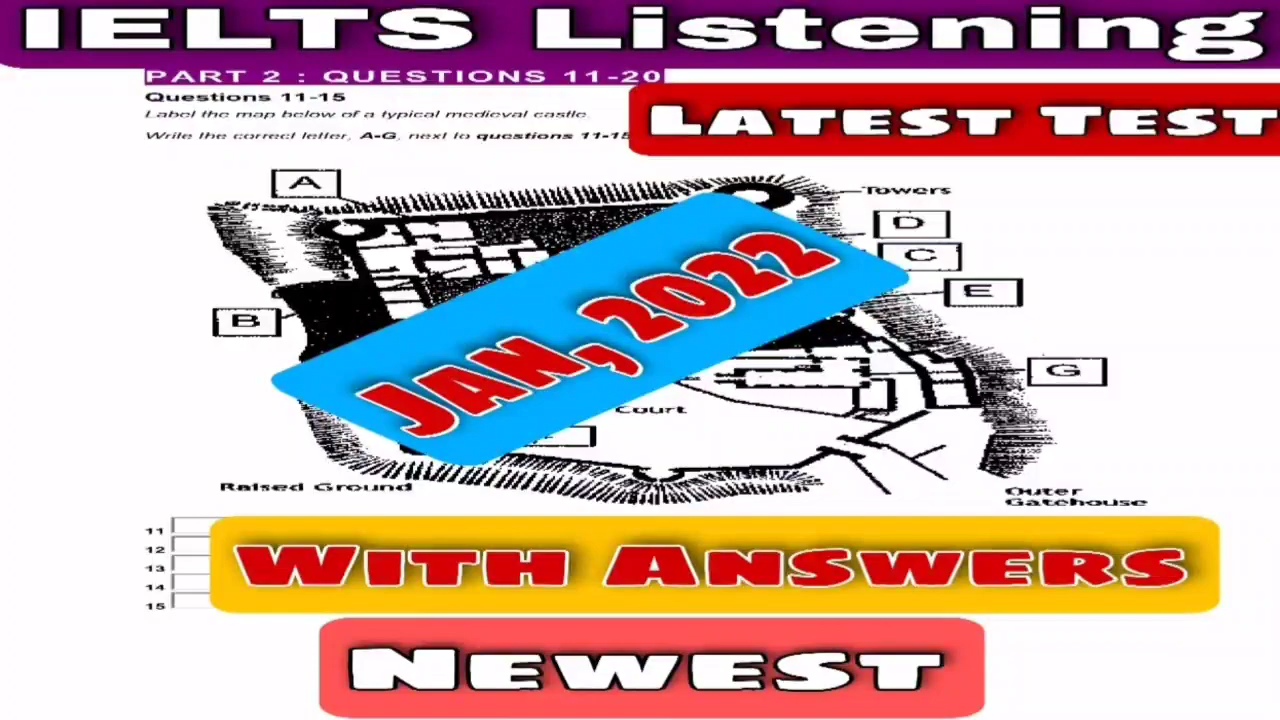 IELTS Listening
PART 2 : QUESTIONS 11-20
Questions 11-15
Label the map below of a typical medieval castle.
LATEST TEST
Write the correct letter, A-G, next to questions 11-15
A
Towers
D
C
E
B
JAN, 2022
G
Court
Raised Ground
Outer
Gatehouse
11
12
13
14
15
WITH ANSWERS
NEWEST